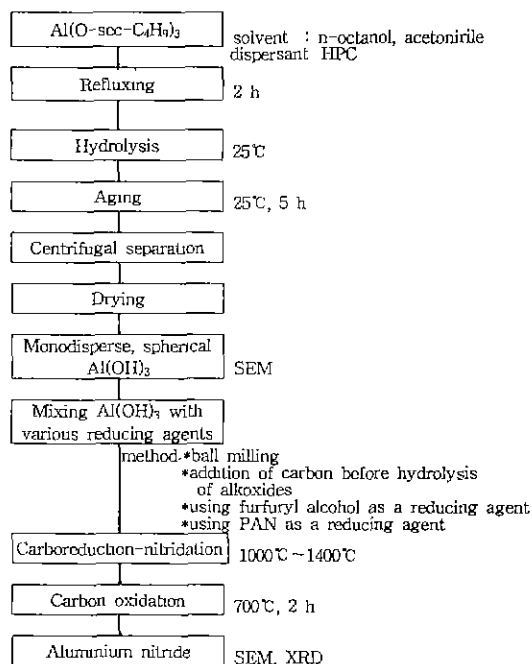 Al(O-sec-C₄H₉)₃
solvent : n-octanol, acetonirile
dispersant HPC
Refluxing
2 h
Hydrolysis
25℃
Aging
25℃, 5 h
Centrifugal separation
Drying
Monodisperse, spherical
Al(OH)₃
SEM
Mixing Al(OH)₃ with
various reducing agents
method *ball milling
*addition of carbon before hydrolysis
of alkoxides
*using furfuryl alcohol as a reducing agent
*using PAN as a reducing agent
Carboreduction-nitridation
1000℃~1400℃
Carbon oxidation
700℃, 2 h
Aluminium nitride
SEM, XRD